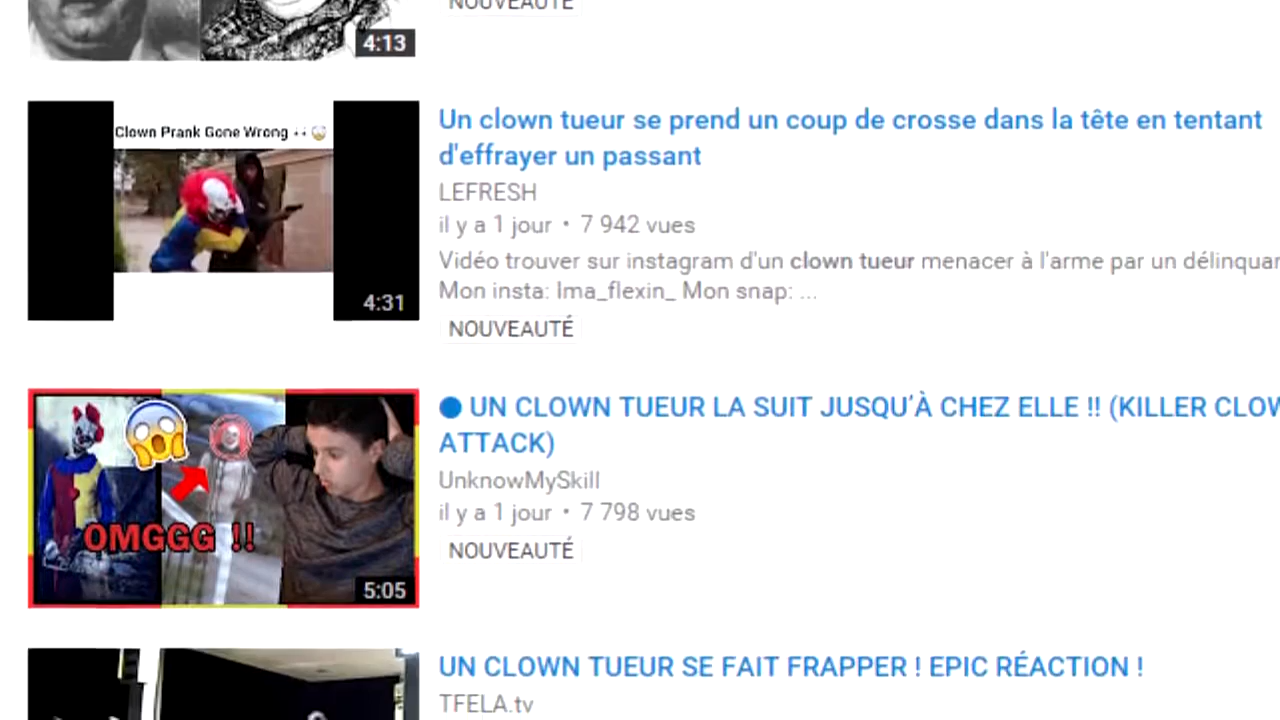 NOUVEAUTÉ
4:13
Clown Prank Gone Wrong
Un clown tueur se prend un coup de crosse dans la tête en tentant
d'effrayer un passant
LEFRESH
il y a 1 jour • 7 942 vues
Vidéo trouver sur instagram d'un clown tueur menacer à l'arme par un délinquan
Mon insta: Ima_flexin_ Mon snap: ...
4:31
NOUVEAUTÉ
● UN CLOWN TUEUR LA SUIT JUSQU'À CHEZ ELLE !! (KILLER CLOW
ATTACK)
UnknowMySkill
il y a 1 jour • 7 798 vues
OMGGG !!
NOUVEAUTÉ
5:05
UN CLOWN TUEUR SE FAIT FRAPPER ! EPIC RÉACTION !
TFELA.tv